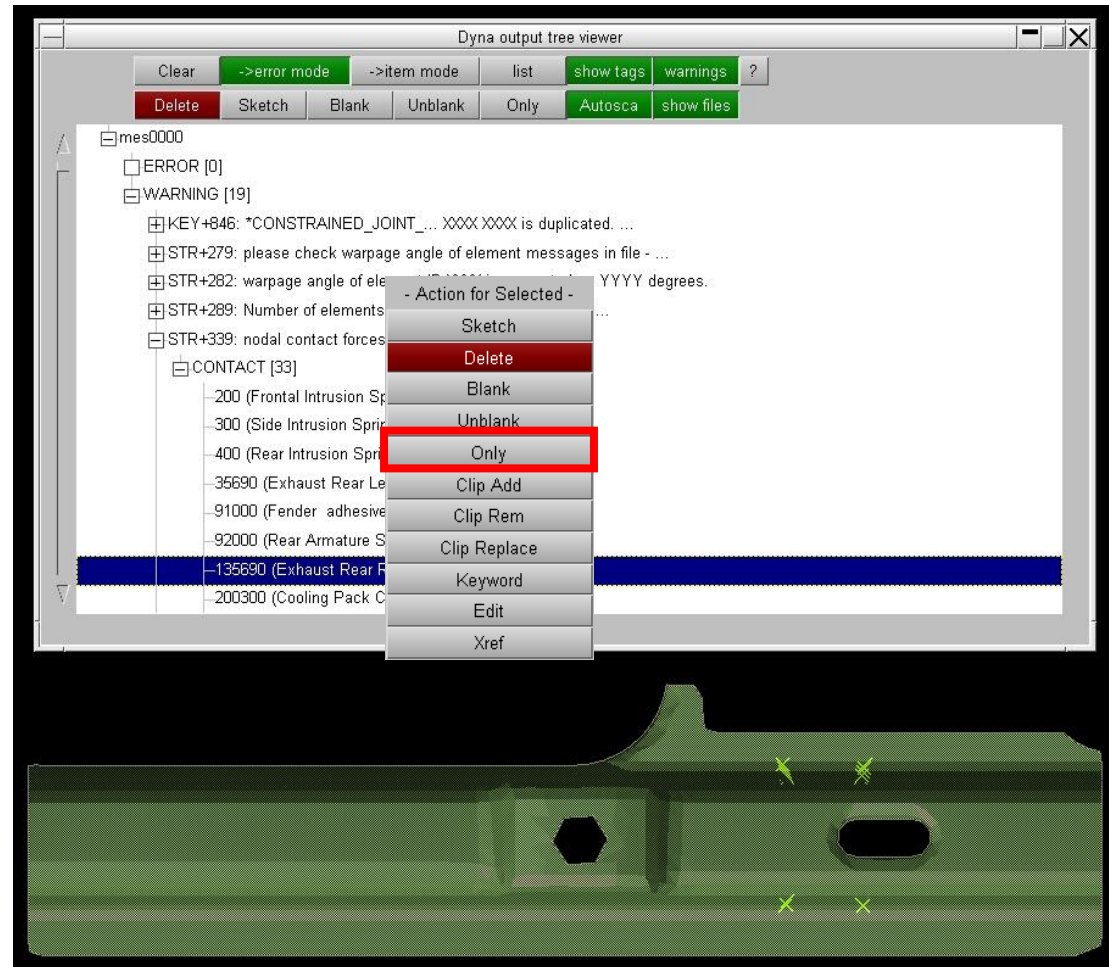 Dyna output tree viewer
Clear ->error mode ->item mode list show tags warnings ?
Delete Sketch Blank Unblank Only Autosca show files
mes0000
ERROR [0]
WARNING [19]
KEY+846: *CONSTRAINED_JOINT_... XXXX XXXX is duplicated. ...
STR+279: please check warpage angle of element messages in file - ...
STR+282: warpage angle of ele YYYY degrees.
STR+289: Number of elements ...
STR+339: nodal contact forces
CONTACT [33]
200 (Frontal Intrusion Sp
300 (Side Intrusion Sprin
400 (Rear Intrusion Spri
35690 (Exhaust Rear Le
91000 (Fender adhesive
92000 (Rear Armature S
135690 (Exhaust Rear R
200300 (Cooling Pack C
- Action for Selected -
Sketch
Delete
Blank
Unblank
Only
Clip Add
Clip Rem
Clip Replace
Keyword
Edit
Xref